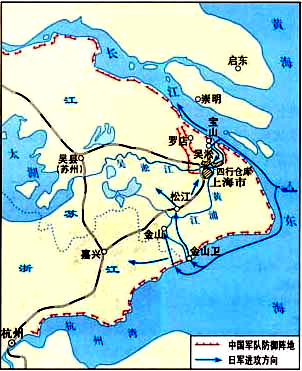 黄
海
长
江
启东
崇明
宝山
罗店
吴淞
江
太
湖
吴县
(苏州)
吴
淞
江
四行仓库
上海市
松江
黄
浦
江
苏
东
海
金山
金山卫
嘉兴
浙
江
杭州
杭
州
湾
中国军队防御阵地
日军进攻方向